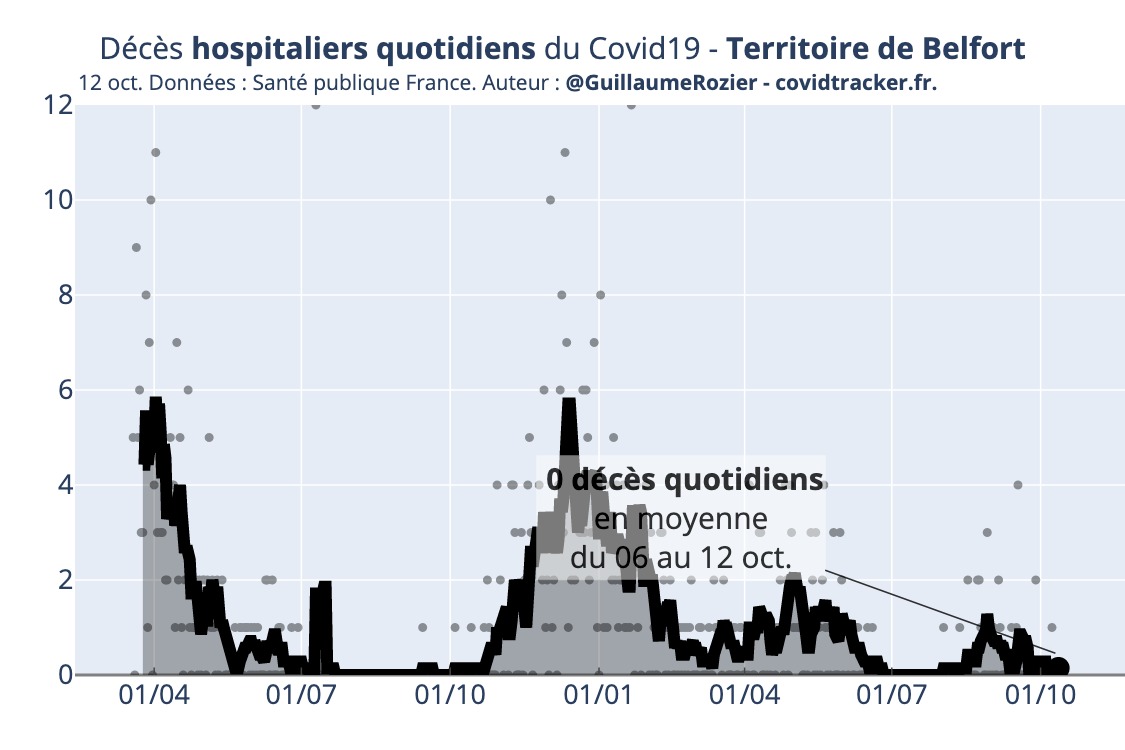 Décès hospitaliers quotidiens du Covid19 - Territoire de Belfort
12 oct. Données : Santé publique France. Auteur : @GuillaumeRozier - covidtracker.fr.
12
10
8
6
4
2
0
0 décès quotidiens
en moyenne
du 06 au 12 oct.
01/04 01/07 01/10 01/01 01/04 01/07 01/10